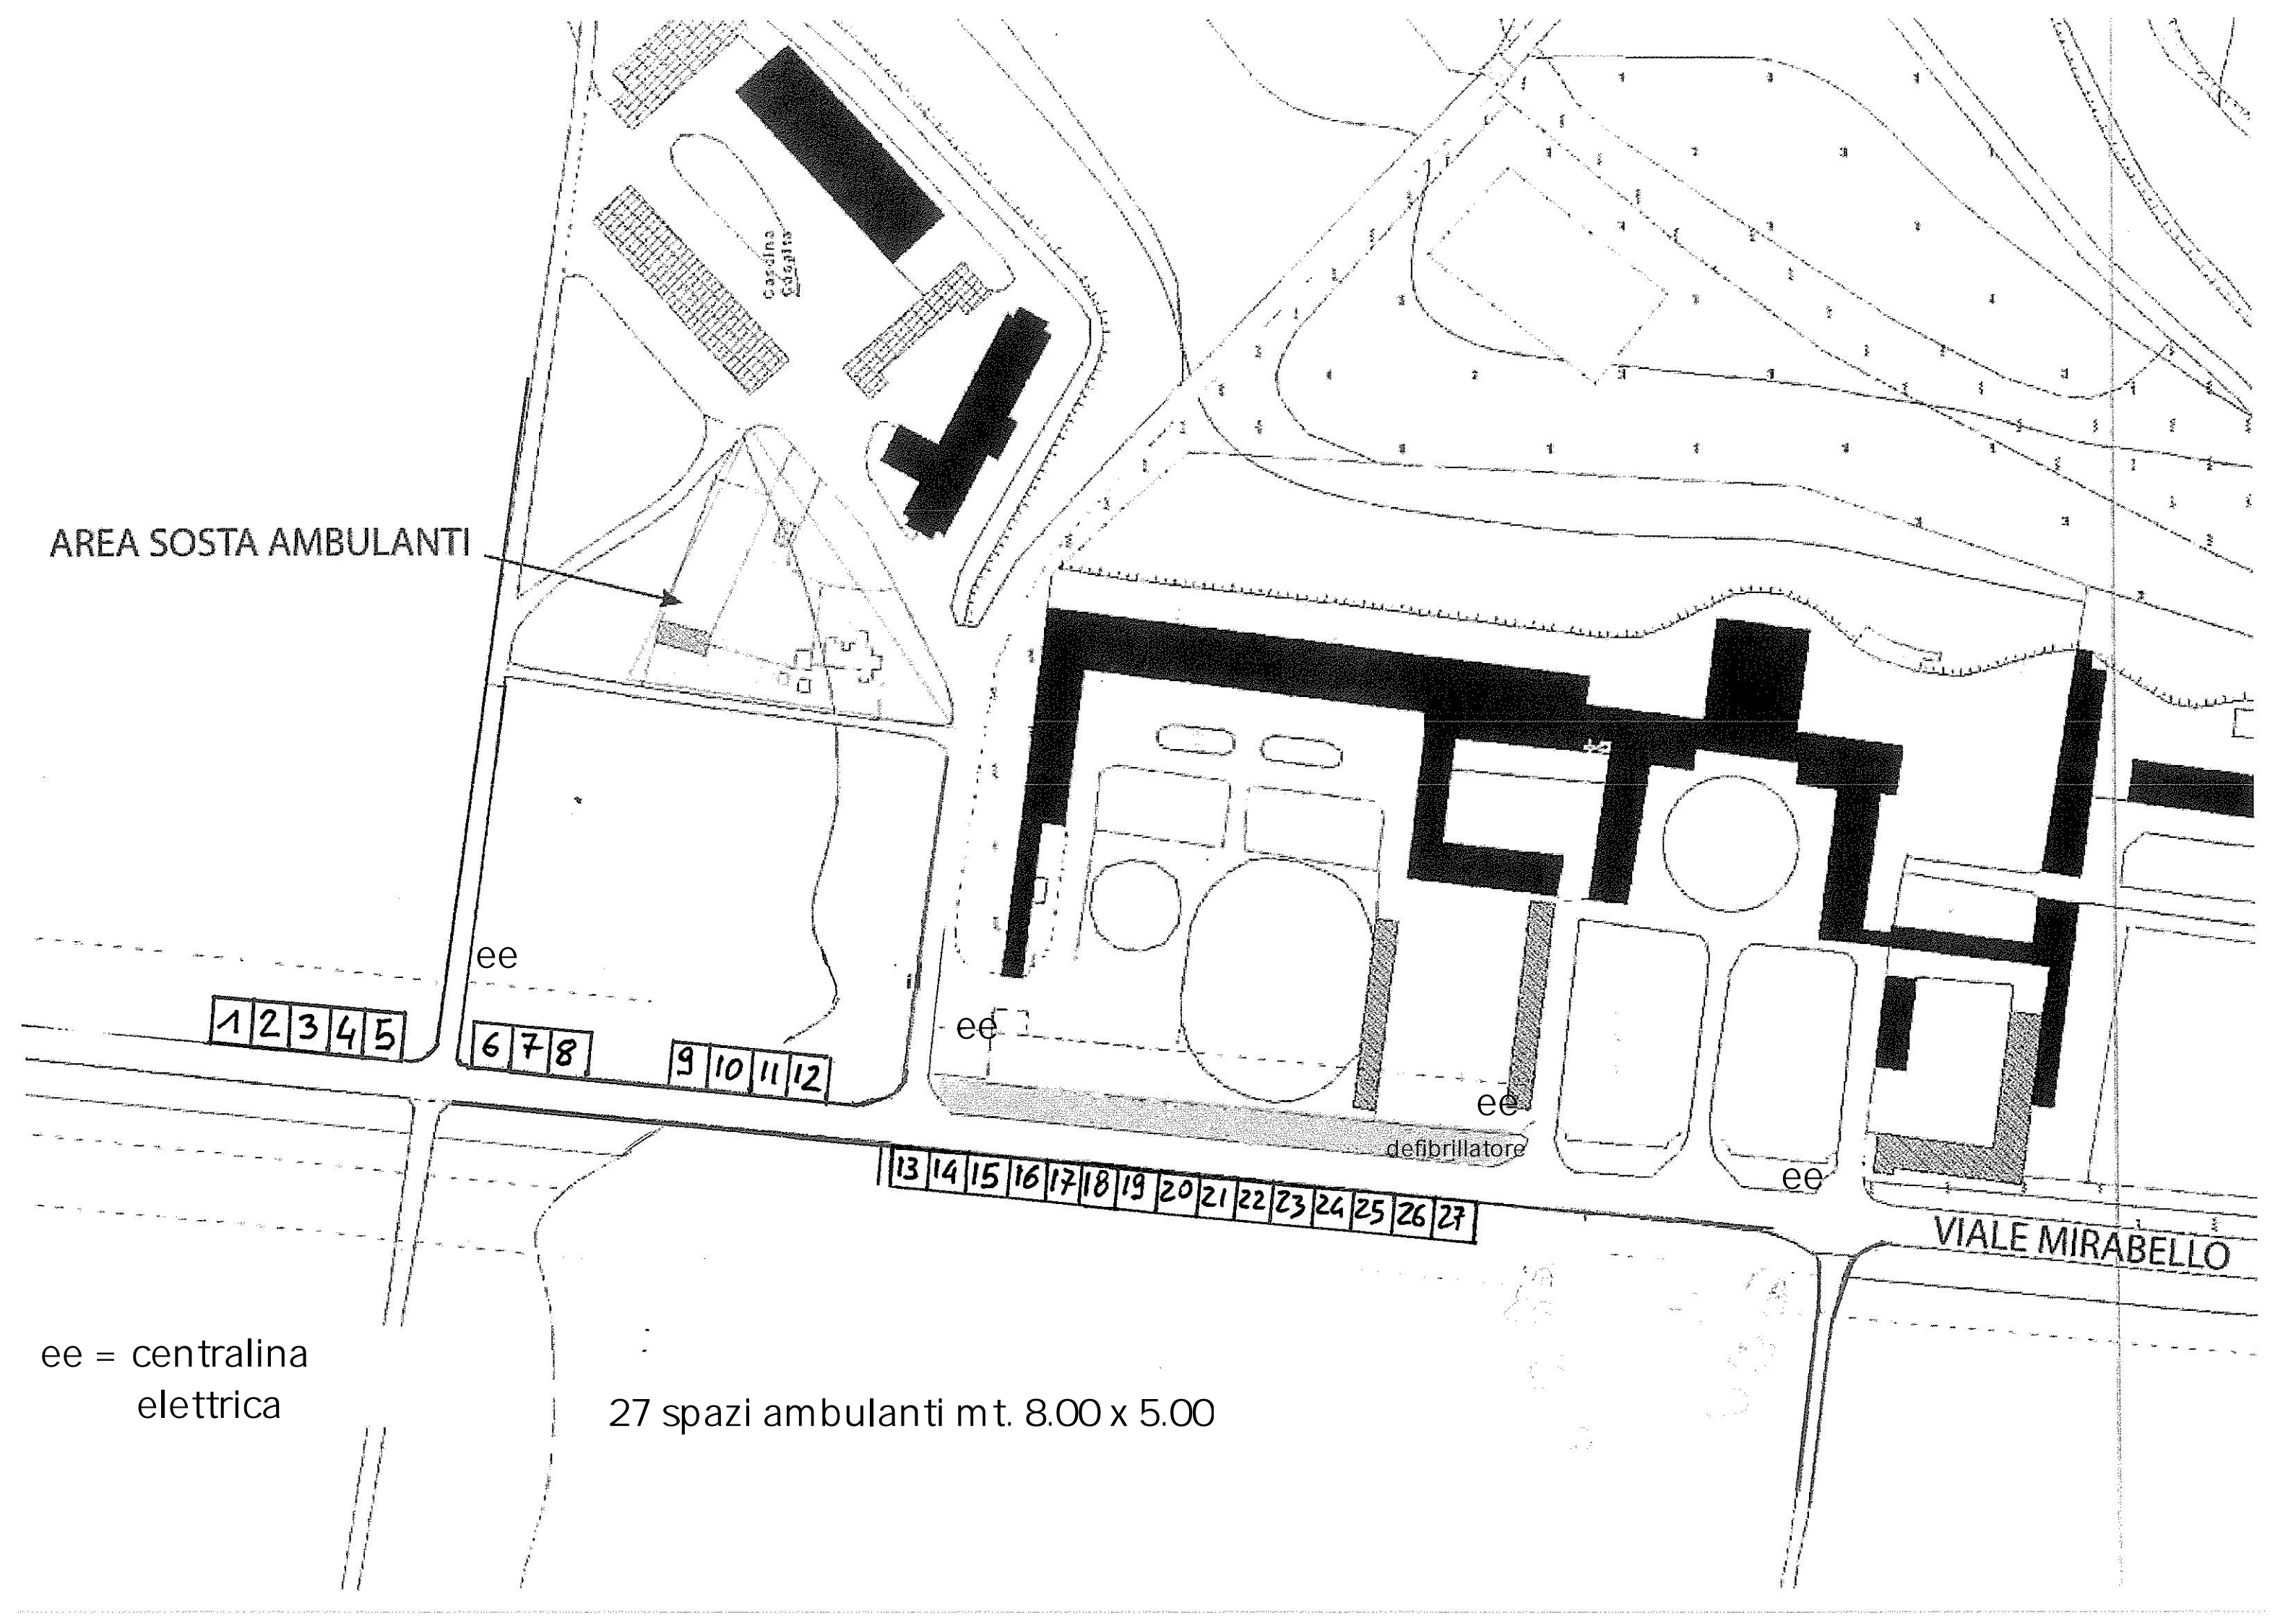 Cascina
AREA SOSTA AMBULANTI
ee
1 2 3 4 5
6 7 8
9 10 11 12
ee
ee
defibrillatore
ee
13 14 15 16 17 18 19 20 21 22 23 24 25 26 27
VIALE MIRABELLO
ee = centralina
elettrica
27 spazi ambulanti mt. 8.00 x 5.00